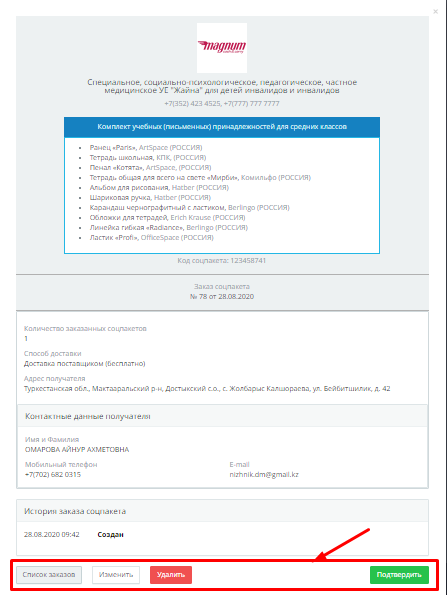 magnum
Специальное, социально-психологическое, педагогическое, частное
медицинское УЕ "Жайна" для детей инвалидов и инвалидов
+7(352) 423 4525, +7(777) 777 7777
Комплект учебных (письменных) принадлежностей для средних классов
Ранец «Paris», ArtSpace (РОССИЯ)
Тетрадь школьная, КПК, (РОССИЯ)
Пенал «Котята», ArtSpace, (РОССИЯ)
Тетрадь общая для всего на свете «Мирби», Комильфо (РОССИЯ)
Альбом для рисования, Hatber (РОССИЯ)
Шариковая ручка, Hatber (РОССИЯ)
Карандаш чернографитный с ластиком, Berlingo (РОССИЯ)
Обложки для тетрадей, Erich Krause (РОССИЯ)
Линейка гибкая «Radiance», Berlingo (РОССИЯ)
Ластик «Profi», OfficeSpace (РОССИЯ)
Код соцпакета: 123458741
Заказ соцпакета
№ 78 от 28.08.2020
Количество заказанных соцпакетов
1
Способ доставки
Доставка поставщиком (бесплатно)
Адрес получателя
Туркестанская обл., Мактааральский р-н, Достыкский с.о., с. Жолбарыс Калшораева, ул. Бейбитшилик, д. 42
Контактные данные получателя
Имя и Фамилия
ОМАРОВА АЙНУР АХМЕТОВНА
Мобильный телефон
E-mail
+7(702) 682 0315
nizhnik.dm@gmail.kz
История заказа соцпакета
28.08.2020 09:42 Создан
Список заказов Изменить Удалить Подтвердить